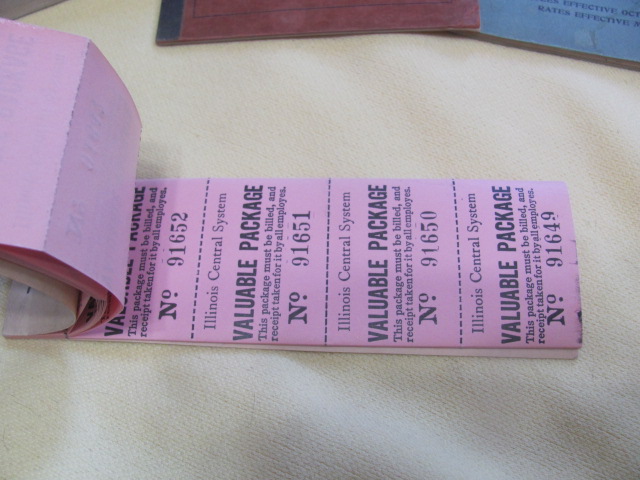 VALUABLE PACKAGE
This package must be billed, and
receipt taken for it by all employes.
No 91652
Illinois Central System
VALUABLE PACKAGE
This package must be billed, and
receipt taken for it by all employes.
No 91651
Illinois Central System
VALUABLE PACKAGE
This package must be billed, and
receipt taken for it by all employes.
No 91650
Illinois Central System
VALUABLE PACKAGE
This package must be billed, and
receipt taken for it by all employes.
No 91649
EFFECTIVE OCT
RATES EFFECTIVE